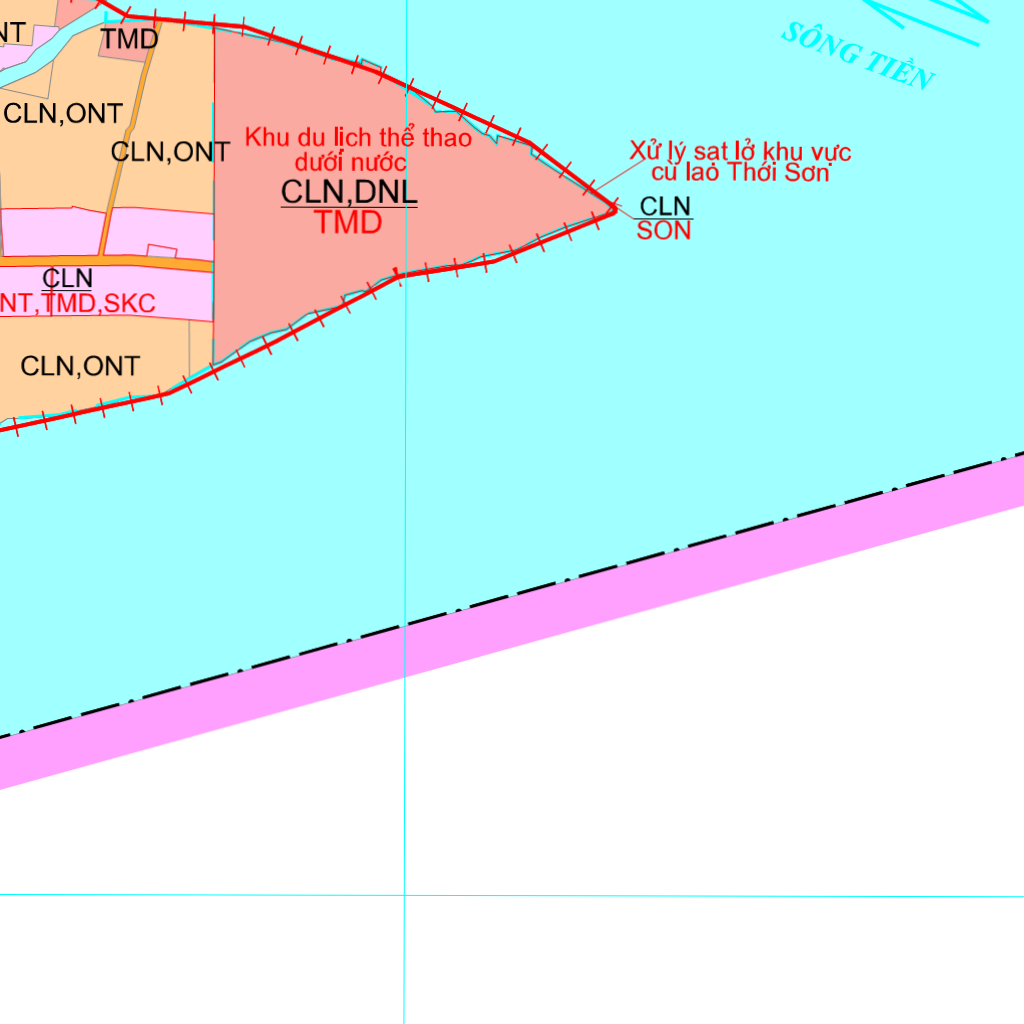 NT
TMD
SÔNG TIỀN
CLN,ONT
CLN,ONT
Khu du lịch thể thao
dưới nước
CLN,DNL
TMD
Xử lý sạt lở khu vực
cù lao Thới Sơn
CLN
SON
CLN
NT,TMD,SKC
CLN,ONT